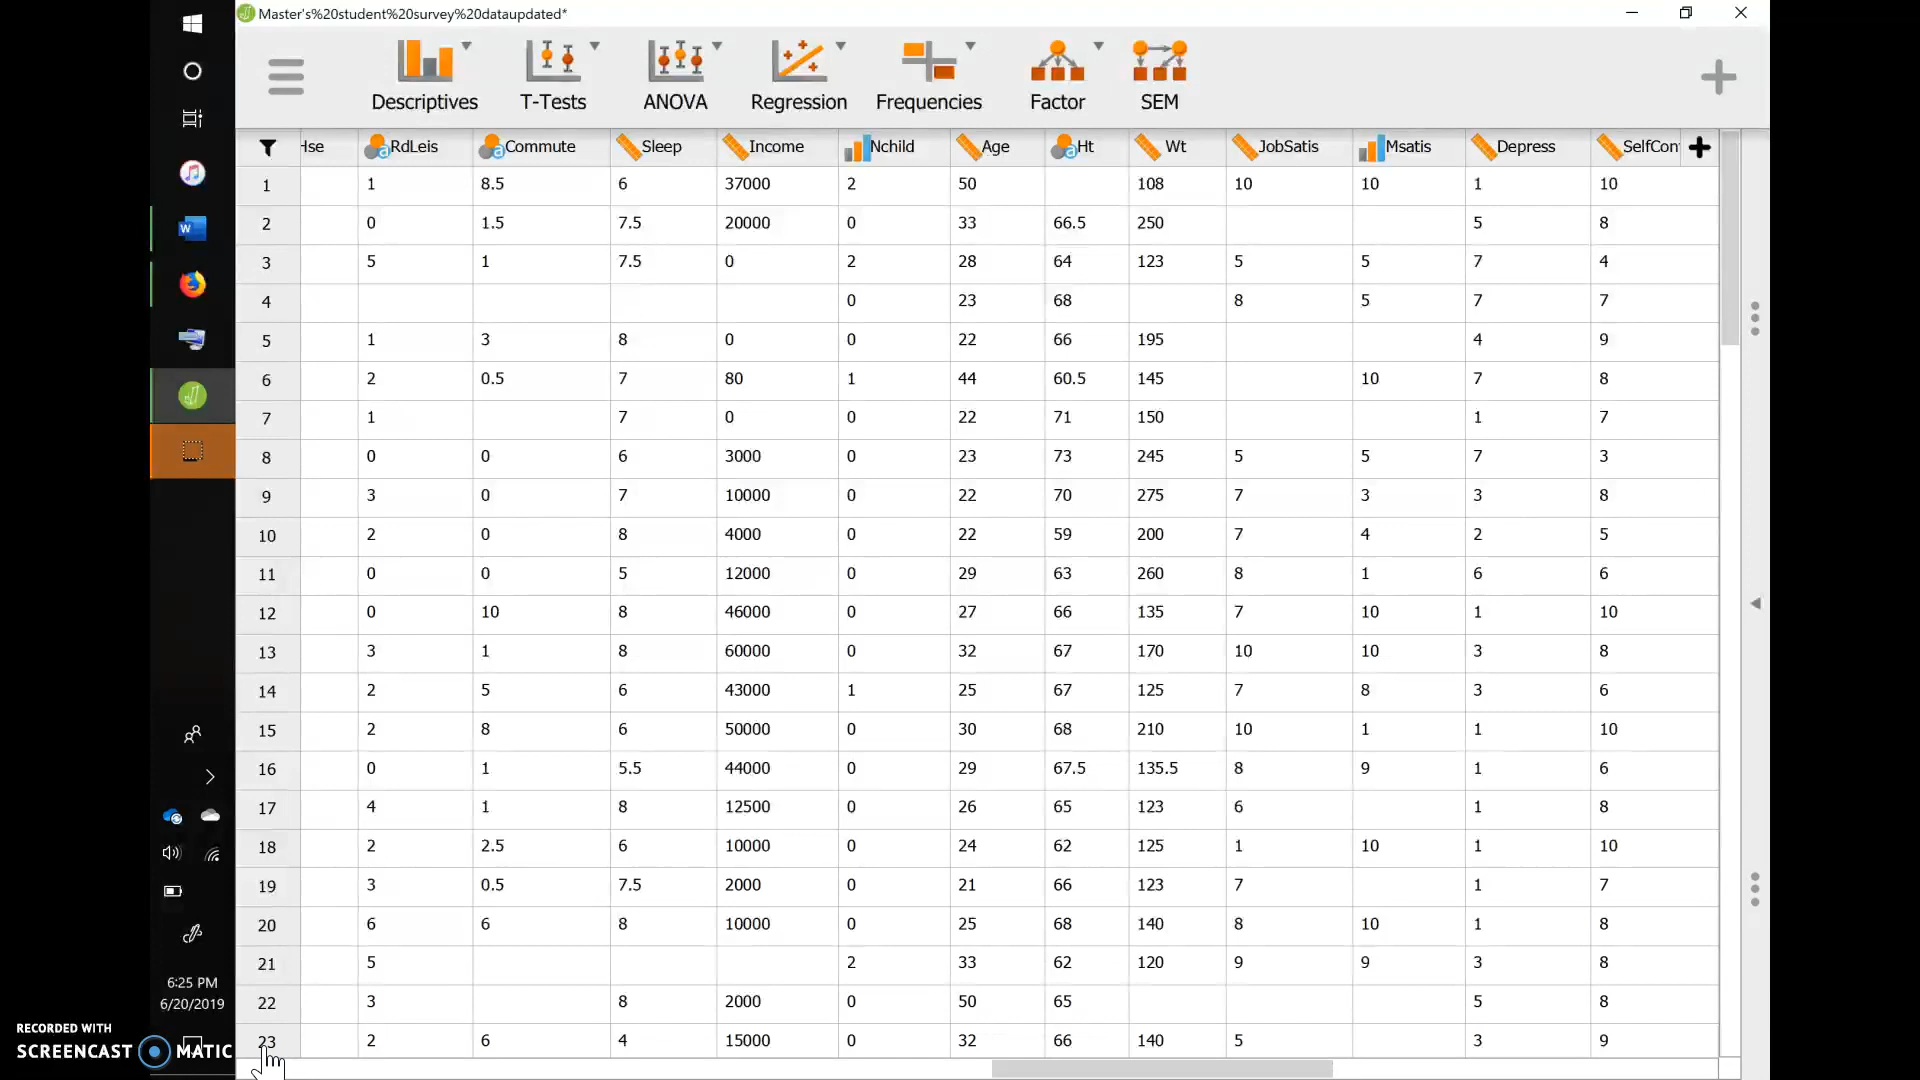 Master's%20student%20survey%20dataupdated*
Descriptives T-Tests ANOVA Regression Frequencies Factor SEM
RdLeis Commute Sleep Income Nchild Age Ht Wt JobSatis Msatis Depress SelfCon
1 1 8.5 6 37000 2 50 108 10 10 1 10
2 0 1.5 7.5 20000 0 33 66.5 250 5 8
3 5 1 7.5 0 2 28 64 123 5 5 7 4
4 0 23 68 8 5 7 7
5 1 3 8 0 0 22 66 195 4 9
6 2 0.5 7 80 1 44 60.5 145 10 7 8
7 1 7 0 0 22 71 150 1 7
8 0 0 6 3000 0 23 73 245 5 5 7 3
9 3 0 7 10000 0 22 70 275 7 3 3 8
10 2 0 8 4000 0 22 59 200 7 4 2 5
11 0 0 5 12000 0 29 63 260 8 1 6 6
12 0 10 8 46000 0 27 66 135 7 10 1 10
13 3 1 8 60000 0 32 67 170 10 10 3 8
14 2 5 6 43000 1 25 67 125 7 8 3 6
15 2 8 6 50000 0 30 68 210 10 1 1 10
16 0 1 5.5 44000 0 29 67.5 135.5 8 9 1 6
17 4 1 8 12500 0 26 65 123 6 1 8
18 2 2.5 6 10000 0 24 62 125 1 10 1 10
19 3 0.5 7.5 2000 0 21 66 123 7 1 7
20 6 6 8 10000 0 25 68 140 8 10 1 8
21 5 2 33 62 120 9 9 3 8
22 3 8 2000 0 50 65 5 8
23 2 6 4 15000 0 32 66 140 5 3 9
6:25 PM
6/20/2019
RECORDED WITH
SCREENCAST MATIC